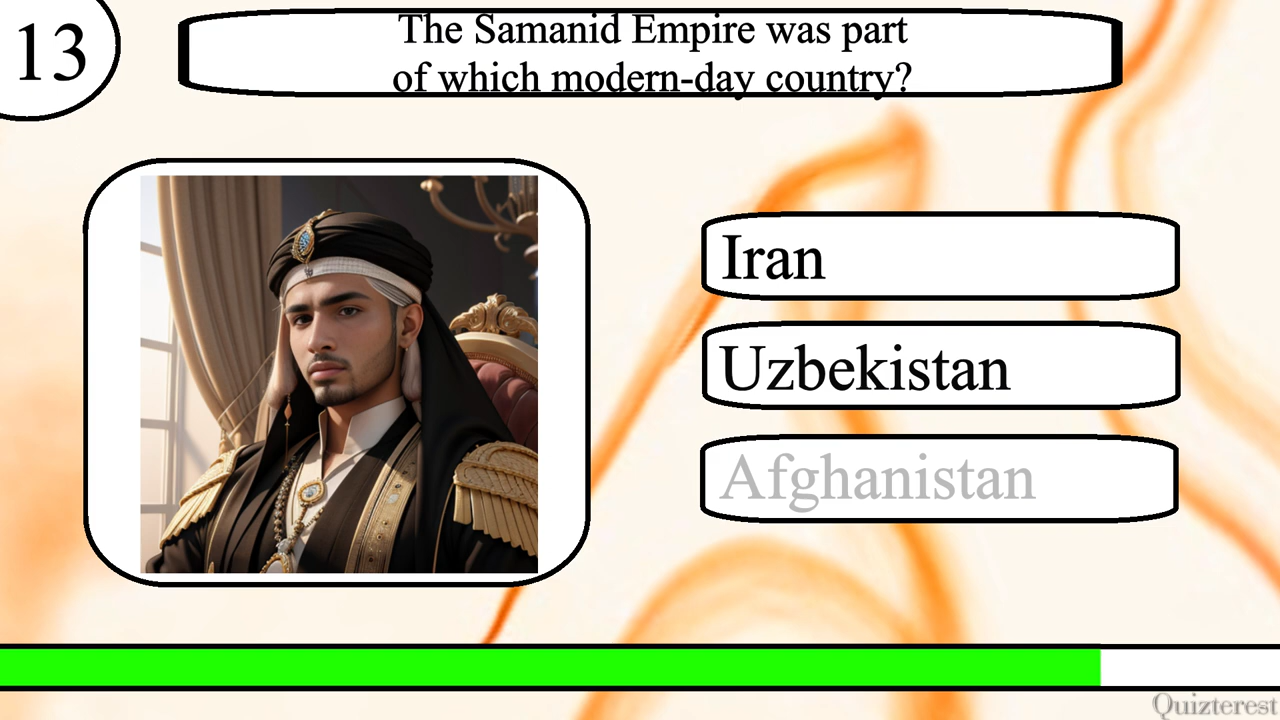 13
The Samanid Empire was part
of which modern-day country?
Iran
Uzbekistan
Afghanistan
Quizterest